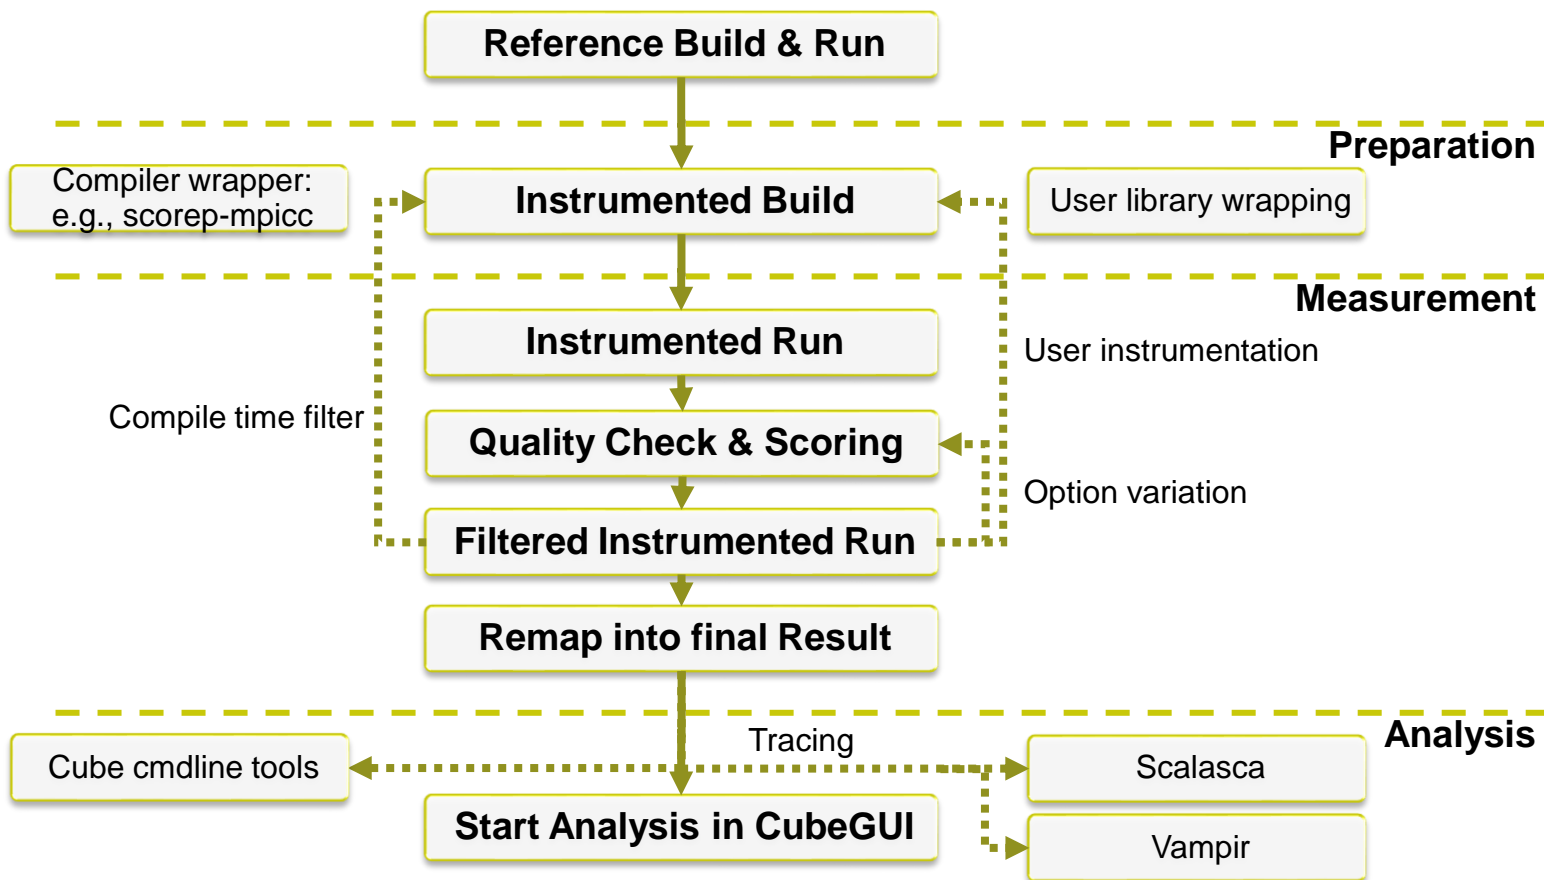 Reference Build & Run
Preparation
Compiler wrapper:
e.g., scorep-mpicc
Instrumented Build
User library wrapping
Measurement
Instrumented Run
User instrumentation
Compile time filter
Quality Check & Scoring
Option variation
Filtered Instrumented Run
Remap into final Result
Analysis
Tracing
Cube cmdline tools
Scalasca
Start Analysis in CubeGUI
Vampir